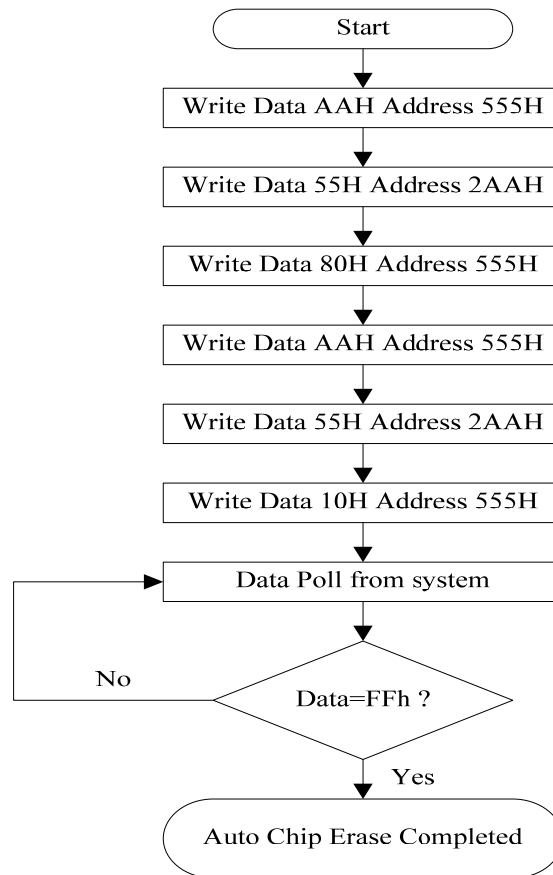 Start
Write Data AAH Address 555H
Write Data 55H Address 2AAH
Write Data 80H Address 555H
Write Data AAH Address 555H
Write Data 55H Address 2AAH
Write Data 10H Address 555H
Data Poll from system
No
Data=FFh ?
Yes
Auto Chip Erase Completed